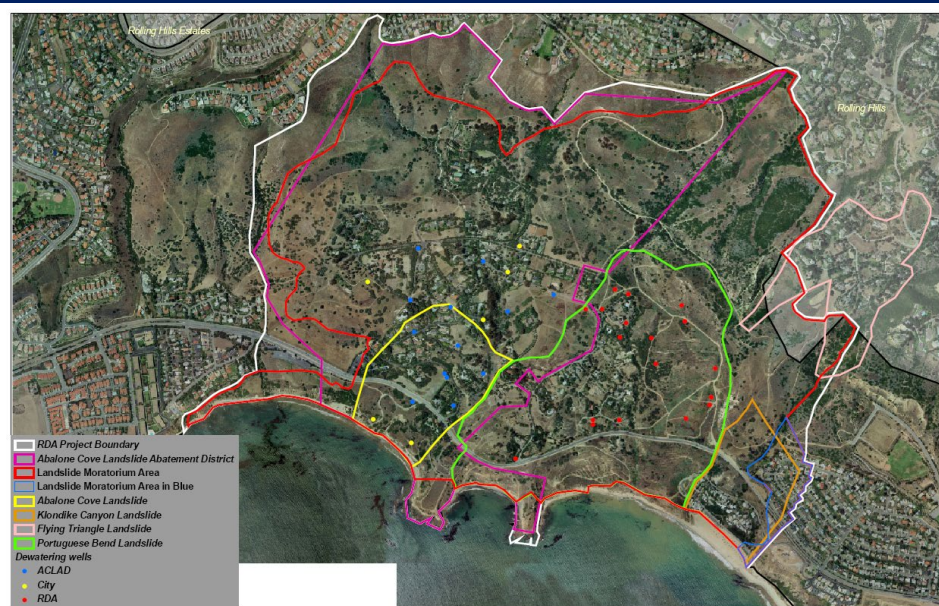 Rolling Hills Estates
Rolling Hills
RDA Project Boundary
Abalone Cove Landslide Abatement District
Landslide Moratorium Area
Landslide Moratorium Area in Blue
Abalone Cove Landslide
Klondike Canyon Landslide
Flying Triangle Landslide
Portuguese Bend Landslide
Dewatering wells
ACLAD
City
RDA